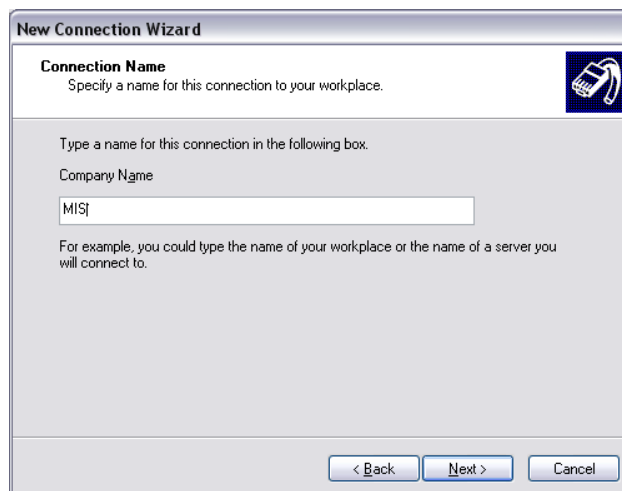 New Connection Wizard
Connection Name
Specify a name for this connection to your workplace.
Type a name for this connection in the following box.
Company Name
MIS
For example, you could type the name of your workplace or the name of a server you
will connect to.
< Back Next > Cancel